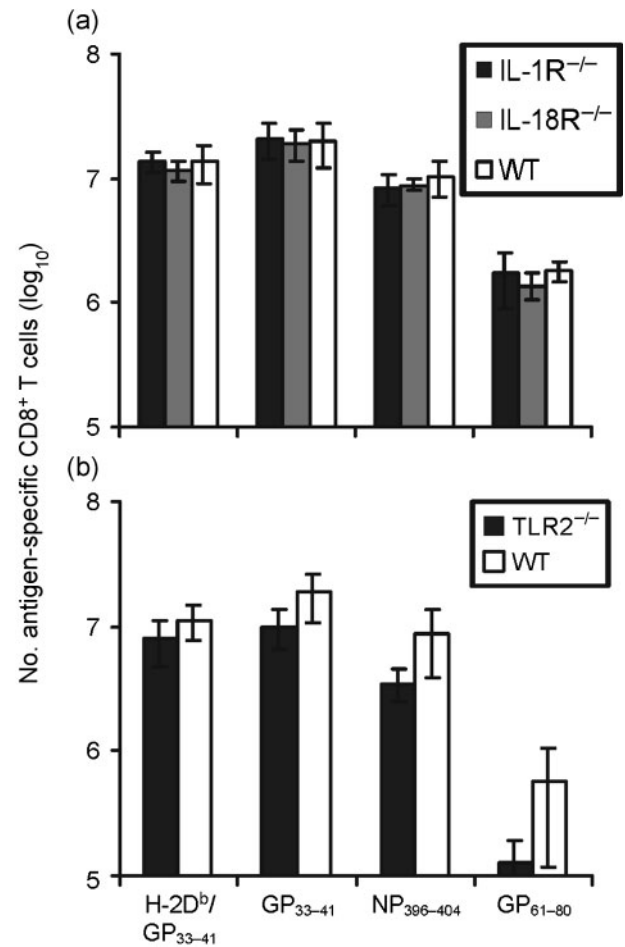 (a)
8
7
6
5
IL-1R⁻/⁻
IL-18R⁻/⁻
WT
No. antigen-specific CD8⁺ T cells (log₁₀)
(b)
8
7
6
5
TLR2⁻/⁻
WT
H-2Dᵇ/ GP₃₃₋₄₁ NP₃₉₆₋₄₀₄ GP₆₁₋₈₀
GP₃₃₋₄₁